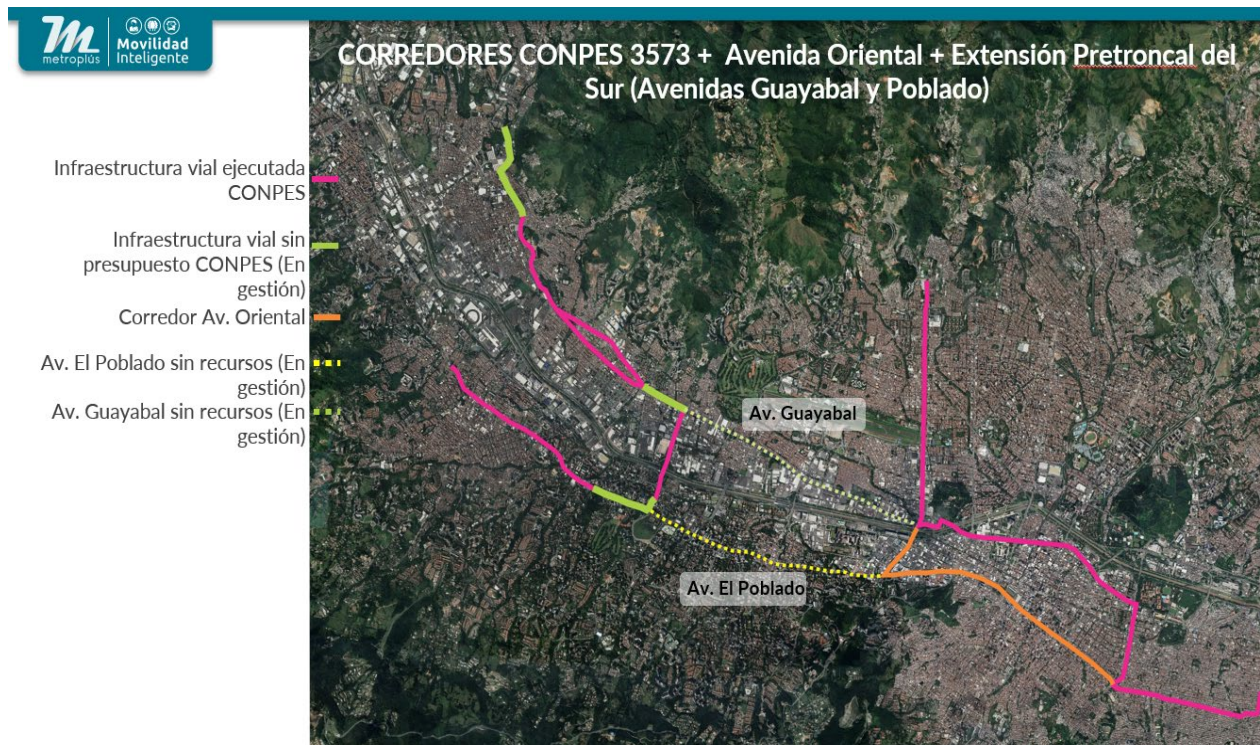 metroplús
Movilidad
Inteligente
CORREDORES CONPES 3573 + Avenida Oriental + Extensión Pretroncal del
Sur (Avenidas Guayabal y Poblado)
Infraestructura vial ejecutada
CONPES
Infraestructura vial sin
presupuesto CONPES (En
gestión)
Corredor Av. Oriental
Av. El Poblado sin recursos (En
gestión)
Av. Guayabal sin recursos (En
gestión)
Av. Guayabal
Av. El Poblado